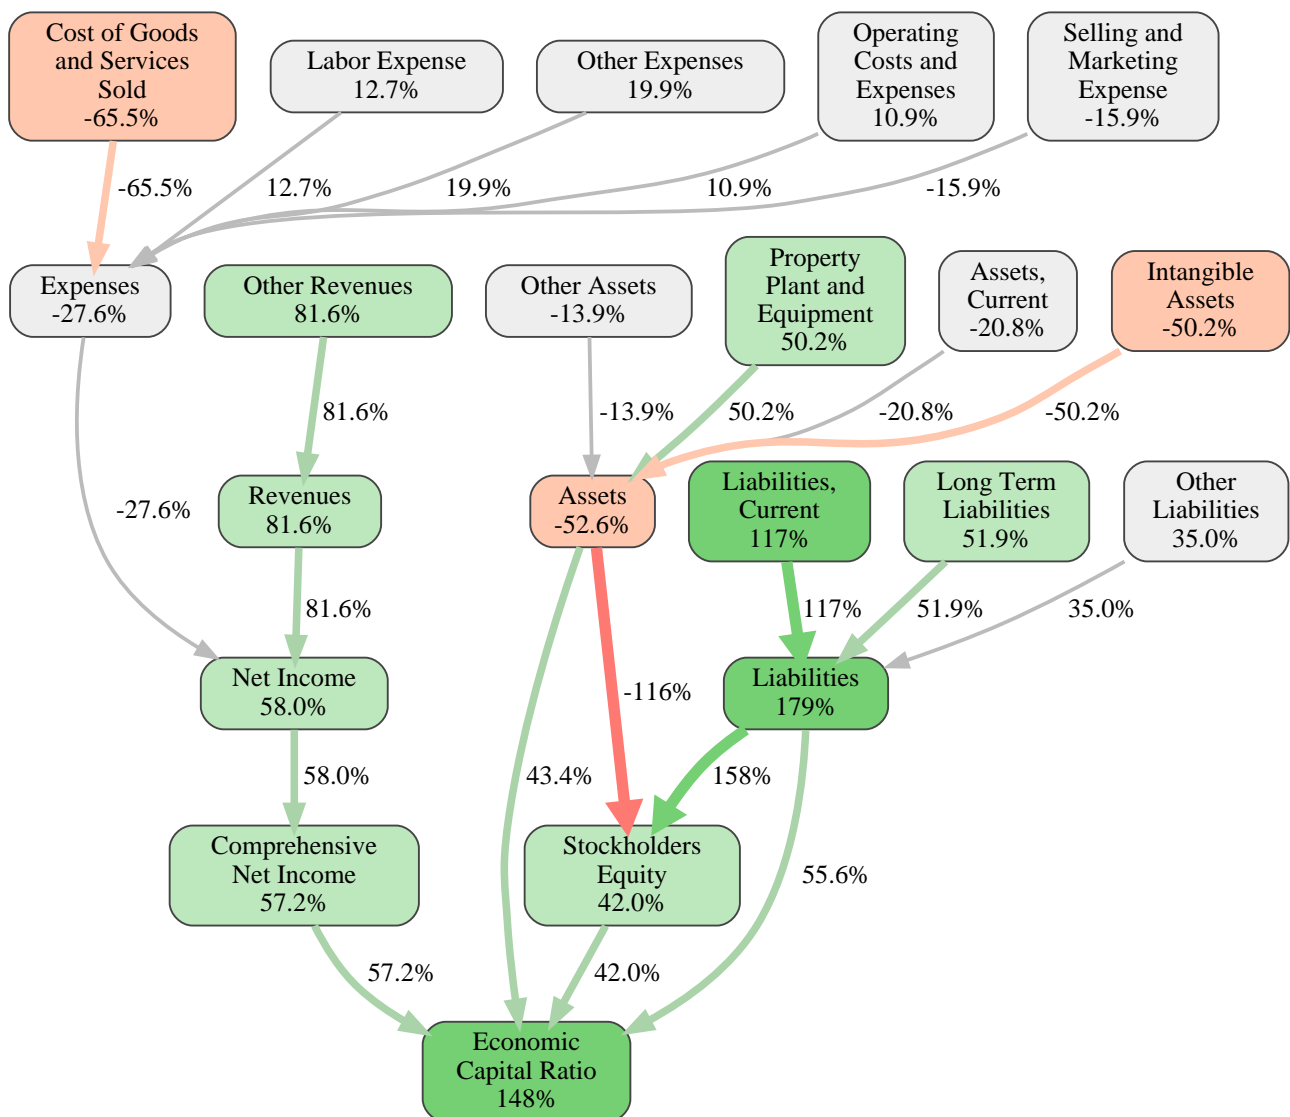 Cost of Goods
and Services
Sold
-65.5%
Labor Expense
12.7%
Other Expenses
19.9%
Operating
Costs and
Expenses
10.9%
Selling and
Marketing
Expense
-15.9%
-65.5%
12.7%
19.9%
10.9%
-15.9%
Expenses
-27.6%
Other Revenues
81.6%
Other Assets
-13.9%
Property
Plant and
Equipment
50.2%
Assets,
Current
-20.8%
Intangible
Assets
-50.2%
81.6%
-13.9%
50.2%
-20.8%
-50.2%
-27.6%
Revenues
81.6%
Assets
-52.6%
Liabilities,
Current
117%
Long Term
Liabilities
51.9%
Other
Liabilities
35.0%
81.6%
117%
51.9%
35.0%
Net Income
58.0%
-116%
Liabilities
179%
58.0%
43.4%
158%
Comprehensive
Net Income
57.2%
Stockholders
Equity
42.0%
55.6%
57.2%
42.0%
Economic
Capital Ratio
148%